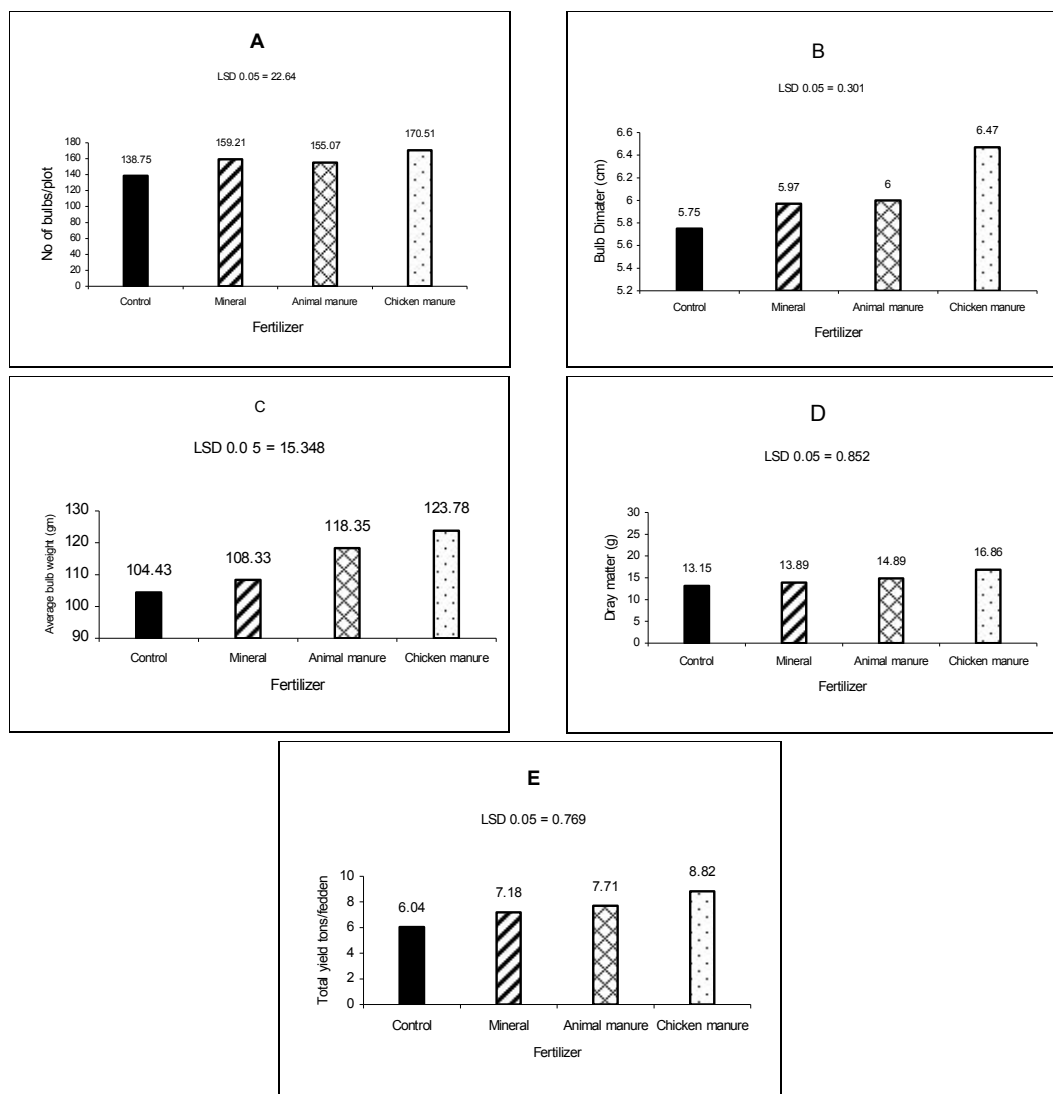 A
LSD 0.05 = 22.64
No of bulbs/plot
180
160
140
120
100
80
60
40
20
0
138.75
159.21
155.07
170.51
Control Mineral Animal manure Chicken manure
Fertilizer
B
LSD 0.05 = 0.301
Bulb Dimater (cm)
6.6
6.4
6.2
6
5.8
5.6
5.4
5.2
5.75
5.97
6
6.47
Control Mineral Animal manure Chicken manure
Fertilizer
C
LSD 0.0 5 = 15.348
Average bulb weight (gm)
130
120
110
100
90
104.43
108.33
118.35
123.78
Control Mineral Animal manure Chicken manure
Fertilizer
D
LSD 0.05 = 0.852
Dray matter (g)
30
25
20
15
10
5
0
13.15
13.89
14.89
16.86
Control Mineral Animal manure Chicken manure
Fertilizer
E
LSD 0.05 = 0.769
Total yield tons/fedden
10
8
6
4
2
0
6.04
7.18
7.71
8.82
Control Mineral Animal manure Chicken manure
Fertilizer